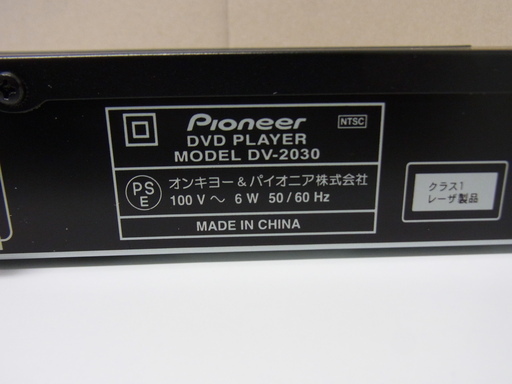 Pioneer
NTSC
DVD PLAYER
MODEL DV-2030
PS
E
オンキヨー&パイオニア株式会社
100 V ～ 6 W 50/60 Hz
MADE IN CHINA
クラス1
レーザ製品